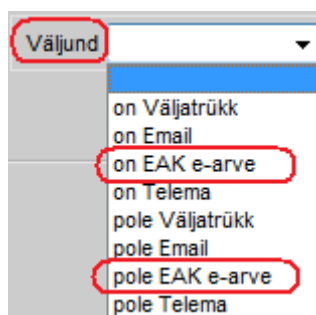 Väljund
on Väljatrükk
on Email
on EAK e-arve
on Telema
pole Väljatrükk
pole Email
pole EAK e-arve
pole Telema